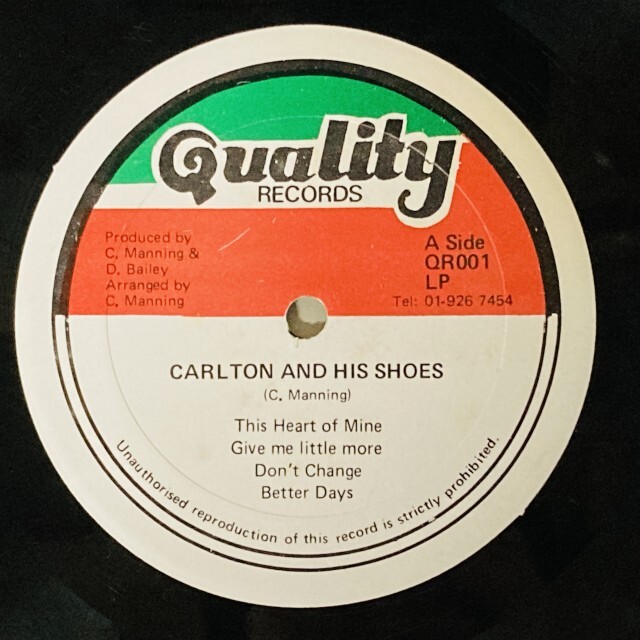 Quality
RECORDS
Produced by
C. Manning &
D. Bailey
Arranged by
C. Manning
A Side
QR001
LP
Tel: 01-926 7454
CARLTON AND HIS SHOES
(C. Manning)
This Heart of Mine
Give me little more
Don't Change
Better Days
Unauthorised reproduction of this record is strictly prohibited.